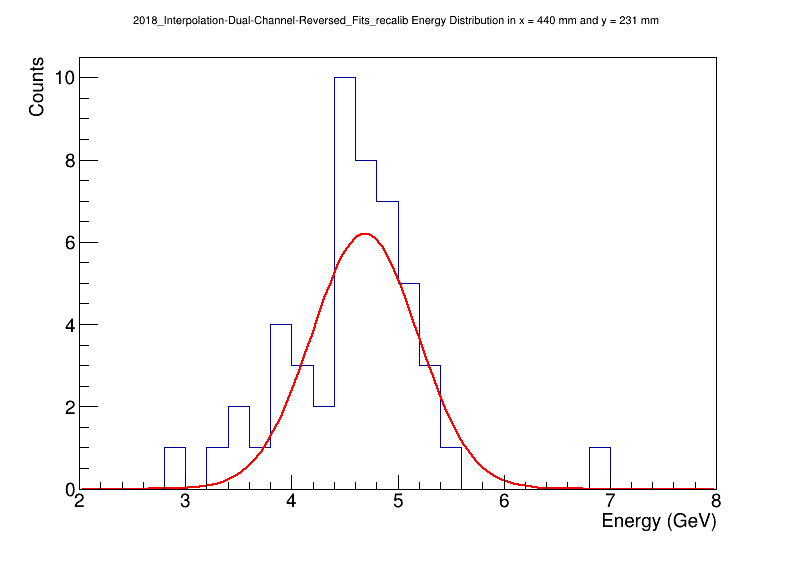 2018_Interpolation-Dual-Channel-Reversed_Fits_recalib Energy Distribution in x = 440 mm and y = 231 mm
Counts
10
8
6
4
2
0
2 3 4 5 6 7 8
Energy (GeV)